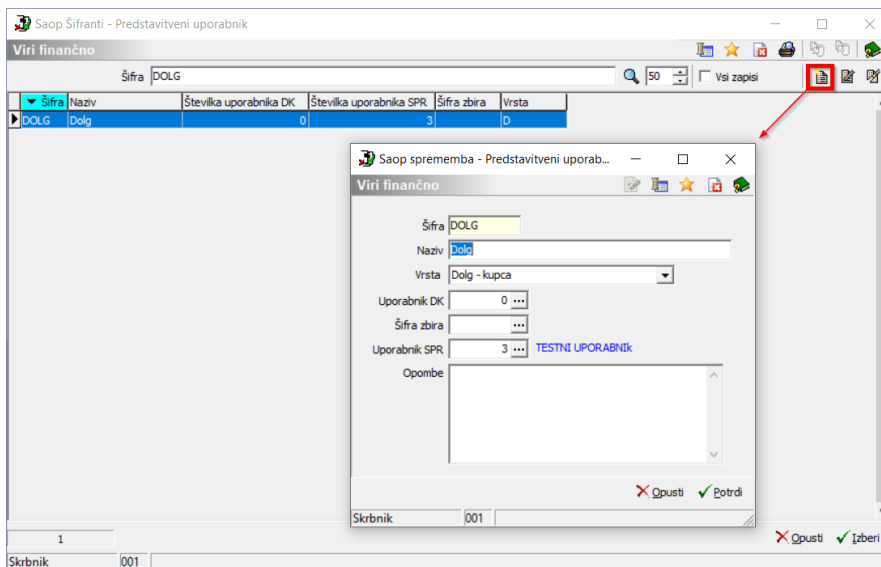 Saop Šifranti - Predstavitveni uporabnik
Viri finančno
Šifra DOLG 50 Vsi zapisi
Šifra Naziv Številka uporabnika DK Številka uporabnika SPR Šifra zbira Vrsta
DOLG Dolg 0 3 D
Saop sprememba - Predstavitveni uporab...
Viri finančno
Šifra DOLG
Naziv Dolg
Vrsta Dolg - kupca
Uporabnik DK 0 ...
Šifra zbira ...
Uporabnik SPR 3 ... TESTNI UPORABNIk
Opombe
Opusti Potrdi
Skrbnik 001
1 Opusti Izberi
Skrbnik 001